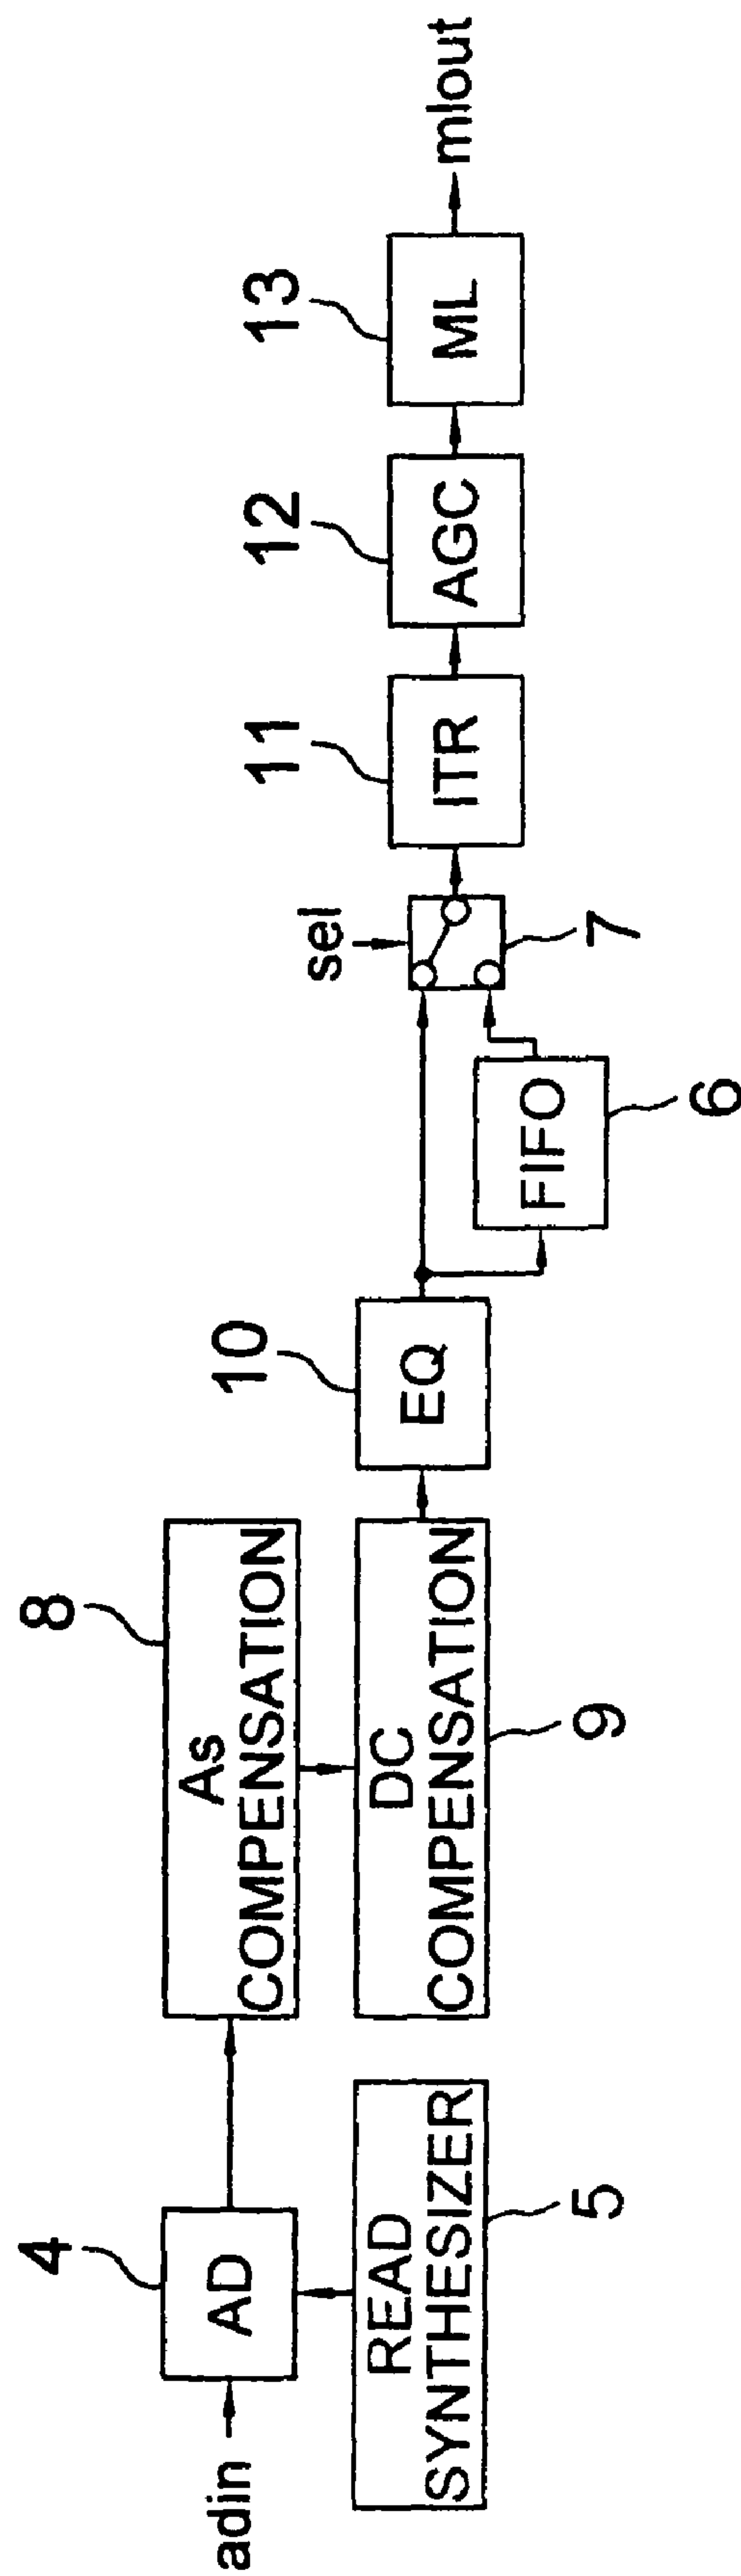 adin
4
AD
READ
SYNTHESIZER
5
8
As
COMPENSATION
DC
COMPENSATION
9
10
EQ
FIFO
6
sel
7
11
ITR
12
AGC
13
ML
mlout